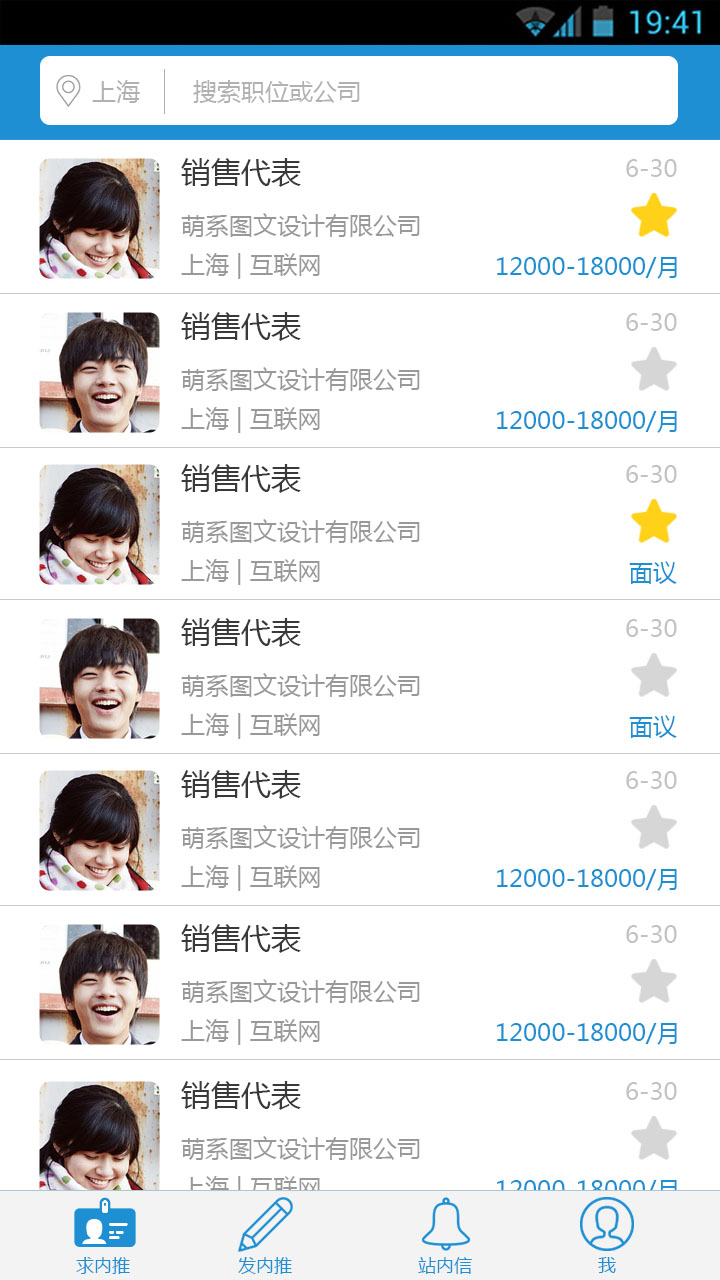 19:41
上海 搜索职位或公司
销售代表 6-30
萌系图文设计有限公司
上海 | 互联网 12000-18000/月
销售代表 6-30
萌系图文设计有限公司
上海 | 互联网 12000-18000/月
销售代表 6-30
萌系图文设计有限公司
上海 | 互联网 面议
销售代表 6-30
萌系图文设计有限公司
上海 | 互联网 面议
销售代表 6-30
萌系图文设计有限公司
上海 | 互联网 12000-18000/月
销售代表 6-30
萌系图文设计有限公司
上海 | 互联网 12000-18000/月
销售代表 6-30
萌系图文设计有限公司
上海 | 互联网 12000-18000/月
求内推 发内推 站内信 我